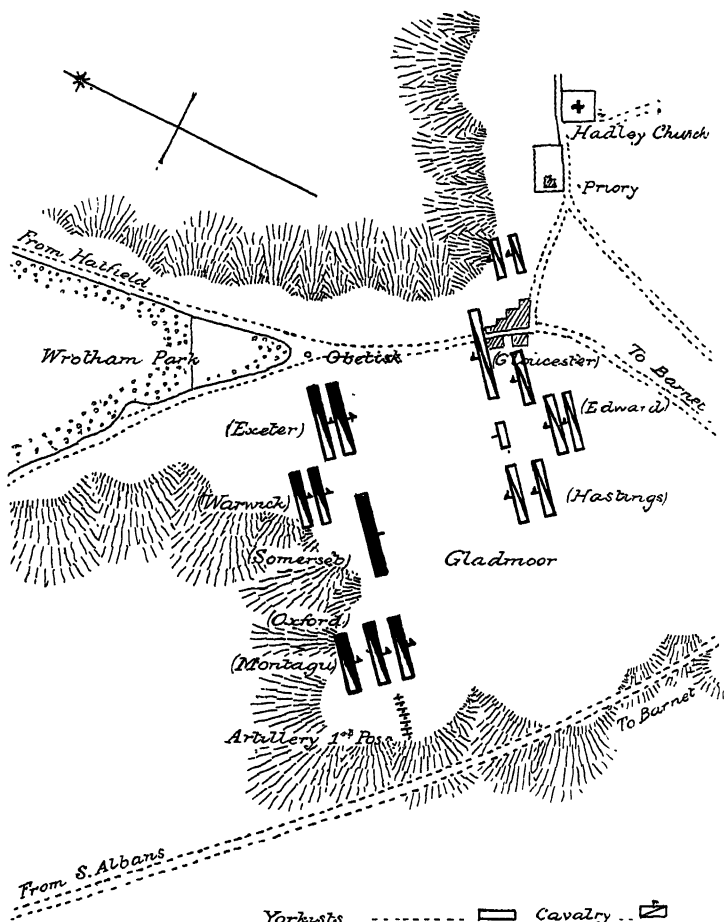 Hadley Church
Priory
From Hatfield
Wrotham Park
Obelisk
(Gloucester)
To Barnet
(Edward)
(Exeter)
(Warwick)
(Hastings)
(Somerset)
Gladmoor
(Oxford)
(Montagu)
Artillery 1st Pos.
To Barnet
From S. Albans
Yorkists
Cavalry